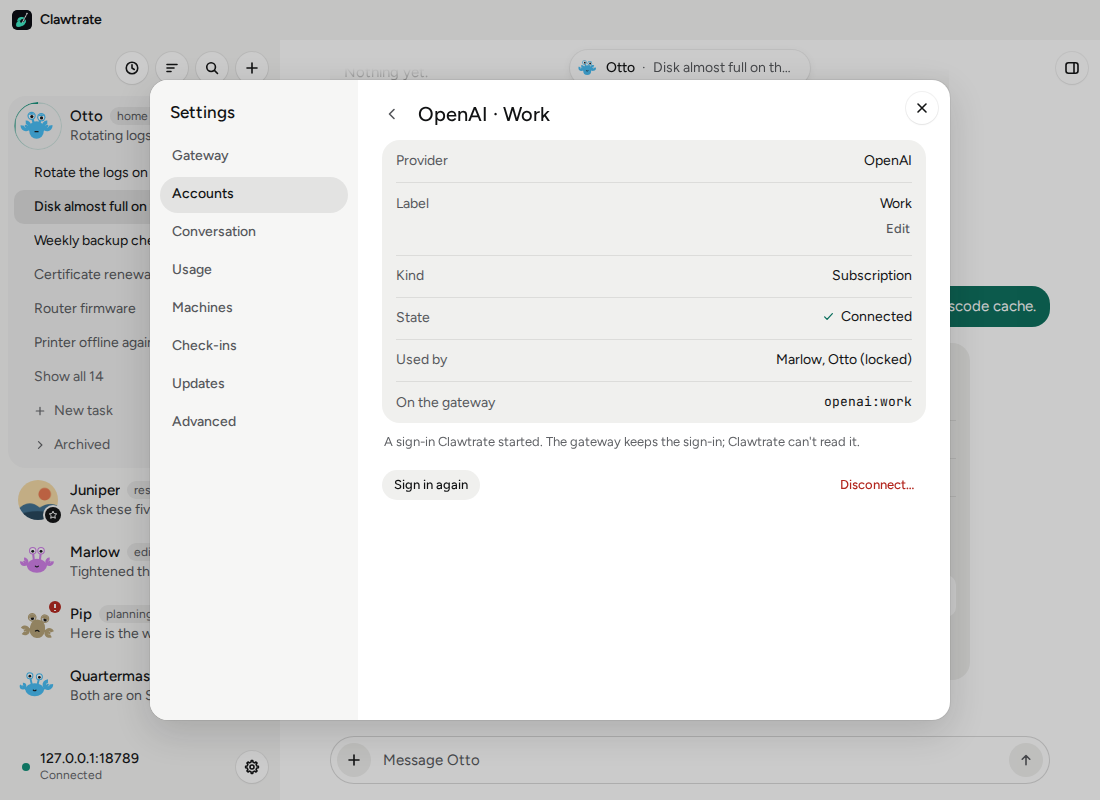 Clawtrate
Nothing yet.
Otto · Disk almost full on th...
Otto home
Rotating logs
Rotate the logs on
Disk almost full on
Weekly backup che
Certificate renewa
Router firmware
Printer offline again
Show all 14
+ New task
Archived
Juniper res
Ask these fiv
Marlow edi
Tightened th
Pip planning
Here is the w
Quartermas
Both are on S
127.0.0.1:18789
Connected
Settings
Gateway
Accounts
Conversation
Usage
Machines
Check-ins
Updates
Advanced
OpenAI · Work
Provider OpenAI
Label Work
Edit
Kind Subscription
State Connected
Used by Marlow, Otto (locked)
On the gateway openai:work
A sign-in Clawtrate started. The gateway keeps the sign-in; Clawtrate can't read it.
Sign in again Disconnect...
scode cache.
Message Otto